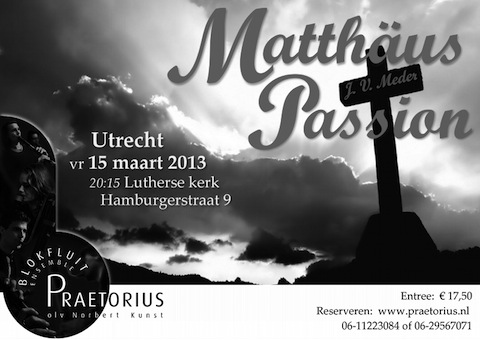 Matthäus
J. V. Meder
Passion
Utrecht
vr 15 maart 2013
20:15 Lutherse kerk
Hamburgerstraat 9
BLOKFLUIT
ENSEMBLE
PRAETORIUS
olv Norbert Kunst
Entree: € 17,50
Reserveren: www.praetorius.nl
06-11223084 of 06-29567071